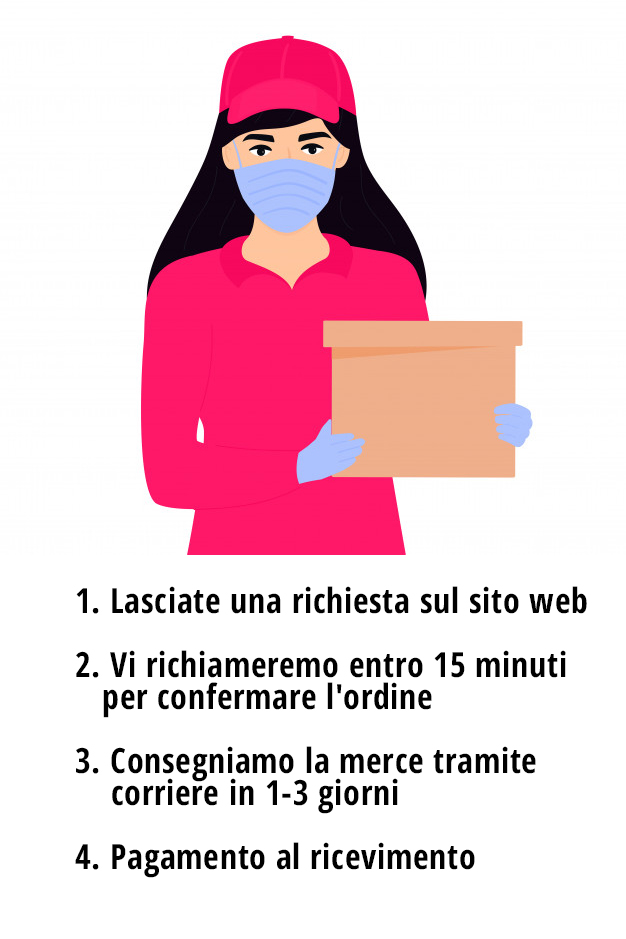 1. Lasciate una richiesta sul sito web
2. Vi richiameremo entro 15 minuti
per confermare l'ordine
3. Consegniamo la merce tramite
corriere in 1-3 giorni
4. Pagamento al ricevimento